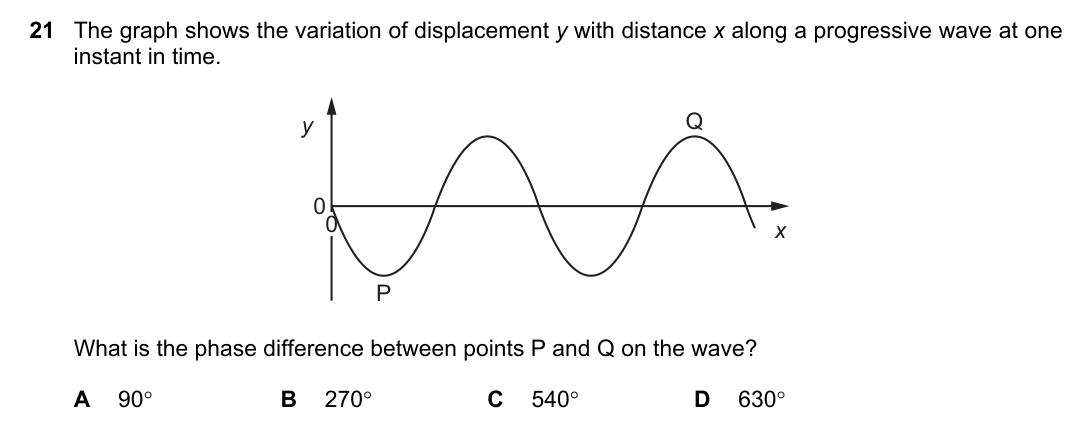 21 The graph shows the variation of displacement y with distance x along a progressive wave at one
instant in time.
y
Q
0
0
x
P
What is the phase difference between points P and Q on the wave?
A 90° B 270° C 540° D 630°